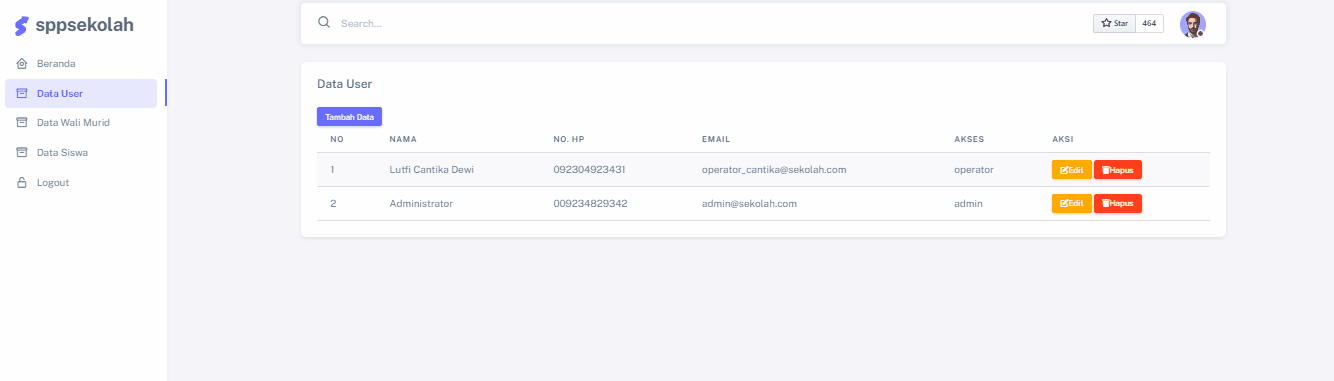 sppsekolah
Beranda
Data User
Data Wali Murid
Data Siswa
Logout
Search...
Star 464
Data User
Tambah Data
NO NAMA NO. HP EMAIL AKSES AKSI
1 Lutfi Cantika Dewi 092304923431 operator_cantika@sekolah.com operator Edit Hapus
2 Administrator 009234829342 admin@sekolah.com admin Edit Hapus